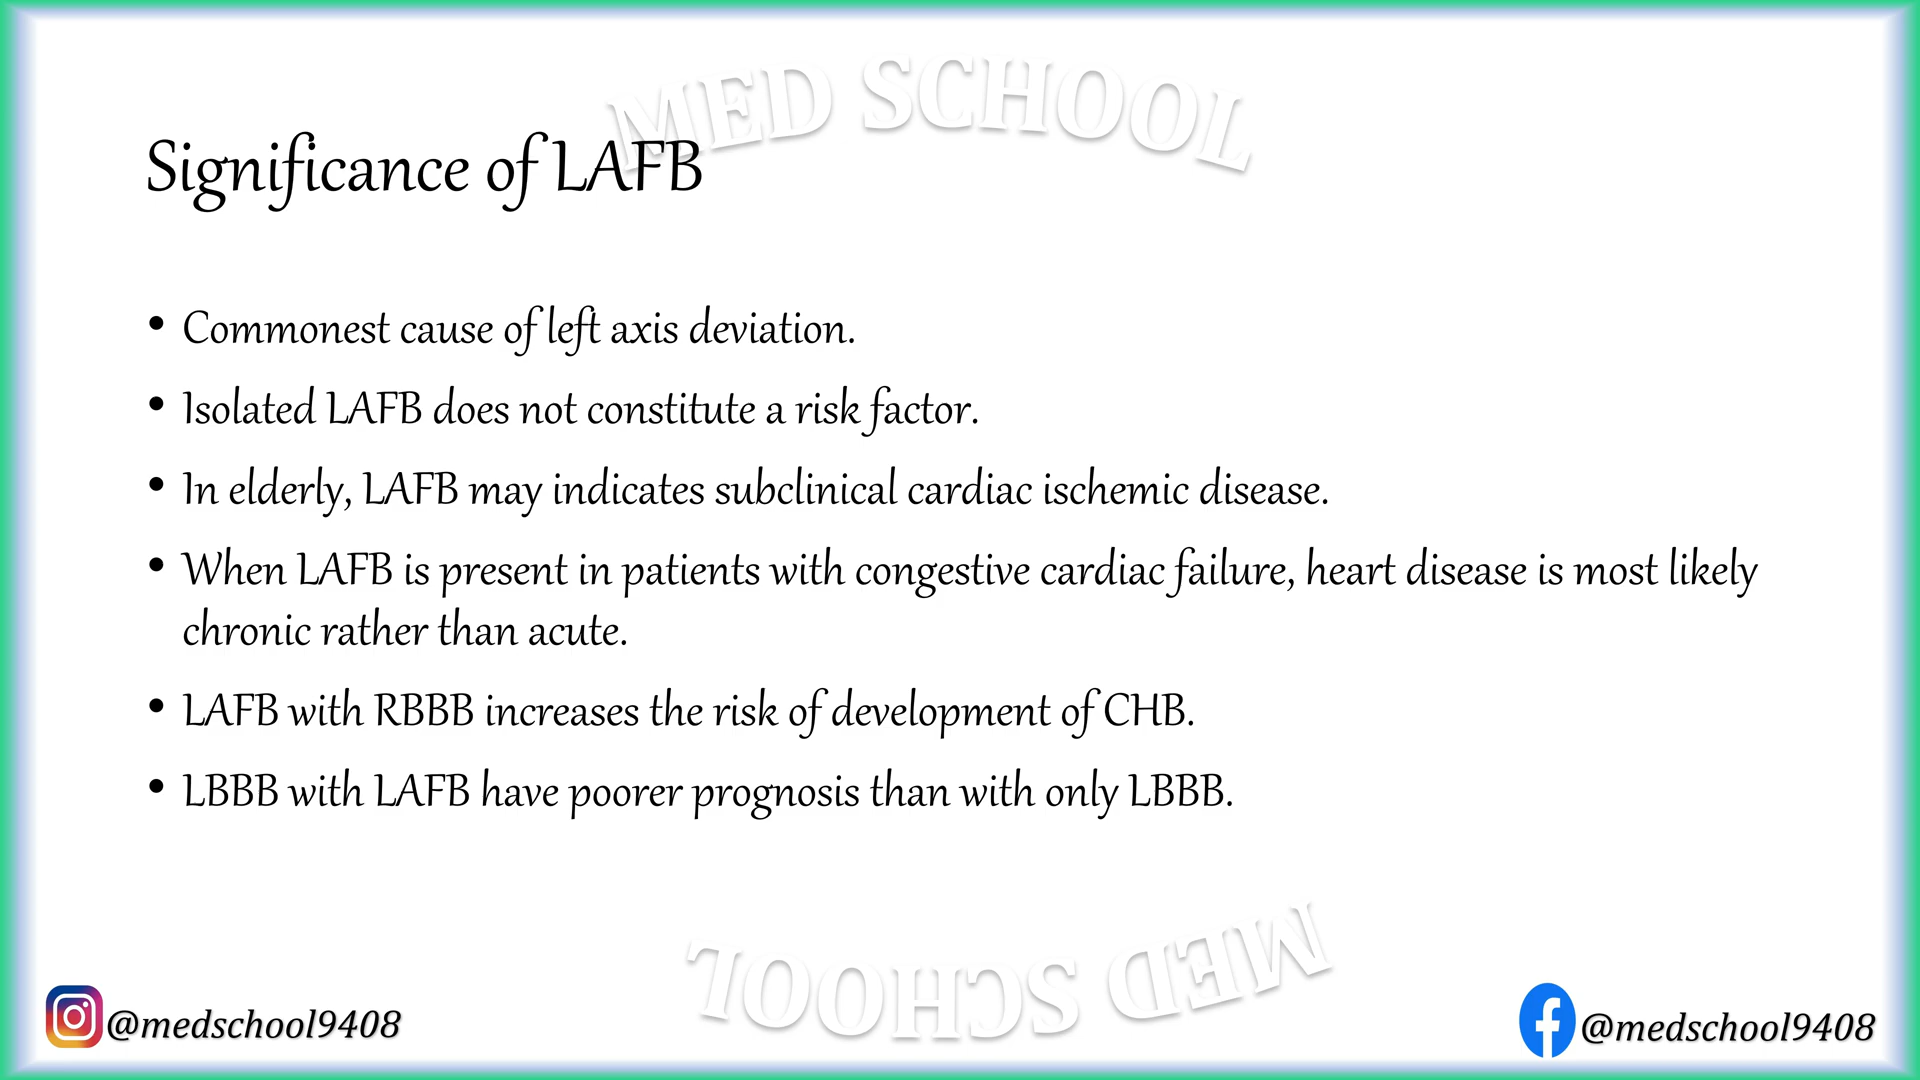 MED SCHOOL
Significance of LAFB
• Commonest cause of left axis deviation.
• Isolated LAFB does not constitute a risk factor.
• In elderly, LAFB may indicates subclinical cardiac ischemic disease.
• When LAFB is present in patients with congestive cardiac failure, heart disease is most likely
chronic rather than acute.
• LAFB with RBBB increases the risk of development of CHB.
• LBBB with LAFB have poorer prognosis than with only LBBB.
MED SCHOOL
@medschool9408
@medschool9408